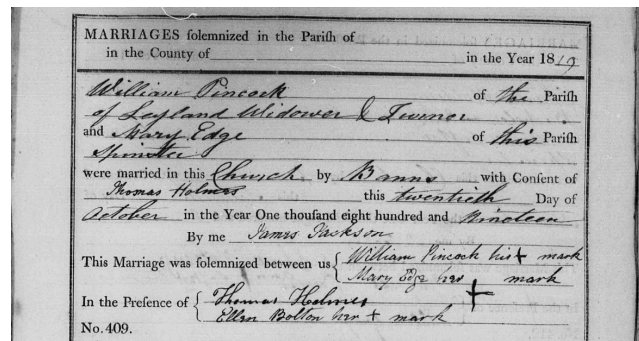 MARRIAGES ſolemnized in the Pariſh of
in the County of in the Year 1819
William Pincock of the Pariſh
of Leyland Widower & Turner
and Mary Edge of this Pariſh
Spinster
were married in this Church by Banns with Conſent of
Thomas Holmes this twentieth Day of
October in the Year One thouſand eight hundred and Nineteen
By me James Jackson
This Marriage was ſolemnized between us { William Pincock his + mark
Mary Edge her + mark
In the Preſence of { Thomas Holmes
Ellen Bolton her + mark
No. 409.